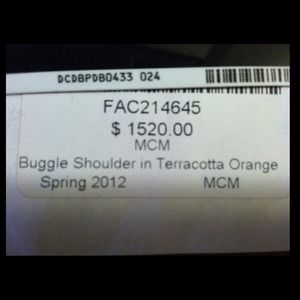 DCDBPDB0433 024
FAC214645
$ 1520.00
MCM
Buggle Shoulder in Terracotta Orange
Spring 2012 MCM